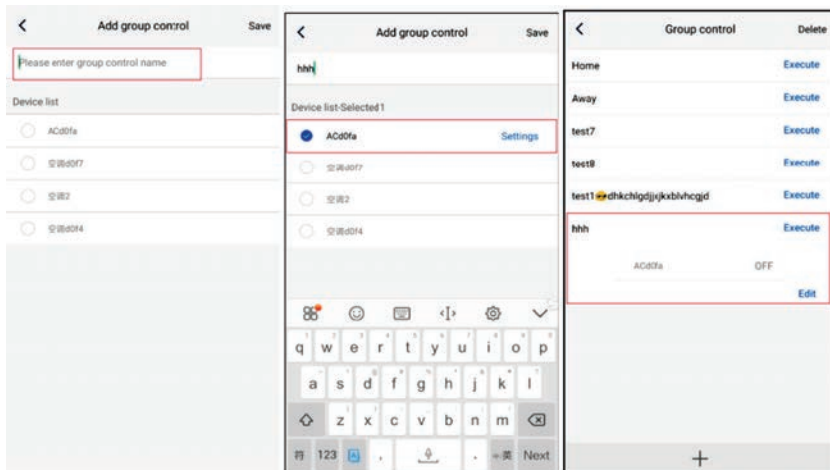 Add group control
Save
Please enter group control name
Device list
ACd0fa
空调d0f7
空调2
空调d0f4
Add group control
Save
hhh
Device list-Selected1
ACd0fa
Settings
空调d0f7
空调2
空调d0f4
q w e r t y u i o p
a s d f g h j k l
z x c v b n m
符 123 , . 英 Next
Group control
Delete
Home
Execute
Away
Execute
test7
Execute
test8
Execute
Execute
hhh
Execute
ACd0fa
OFF
Edit